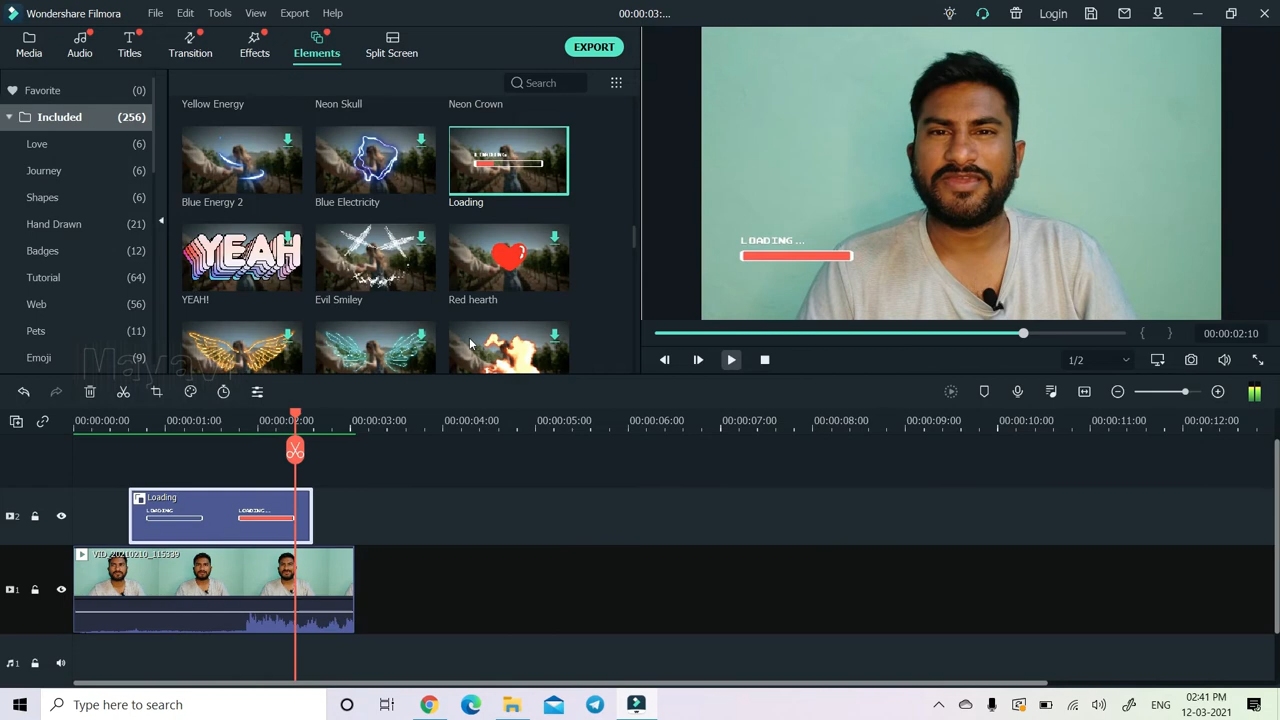 Wondershare Filmora
File
Edit
Tools
View
Export
Help
00:00:03:...
Login
Media
Audio
Titles
Transition
Effects
Elements
Split Screen
EXPORT
Favorite (0)
Search
Included (256)
Love (6)
Journey (6)
Shapes (6)
Hand Drawn (21)
Badges (12)
Tutorial (64)
Web (56)
Pets (11)
Emoji (9)
Yellow Energy
Neon Skull
Neon Crown
LOADING..
Blue Energy 2
Blue Electricity
Loading
YEAH
YEAH!
Evil Smiley
Red hearth
LOADING...
00:00:02:10
1/2
00:00:00:00
00:00:01:00
00:00:02:00
00:00:03:00
00:00:04:00
00:00:05:00
00:00:06:00
00:00:07:00
00:00:08:00
00:00:09:00
00:00:10:00
00:00:11:00
00:00:12:00
2
Loading
LOADING
LOADING..
1
VID_20210210_115339
1
Type here to search
ENG
02:41 PM
12-03-2021